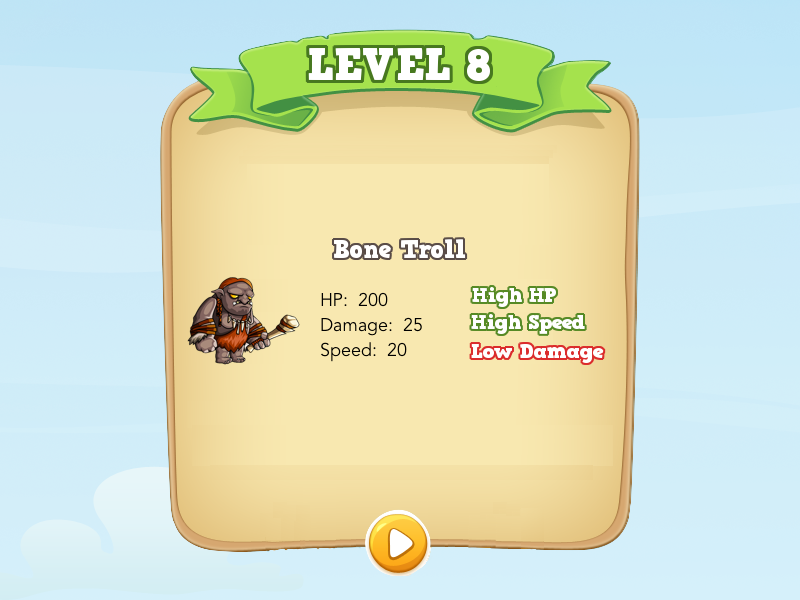 LEVEL 8
Bone Troll
HP: 200
Damage: 25
Speed: 20
High HP
High Speed
Low Damage